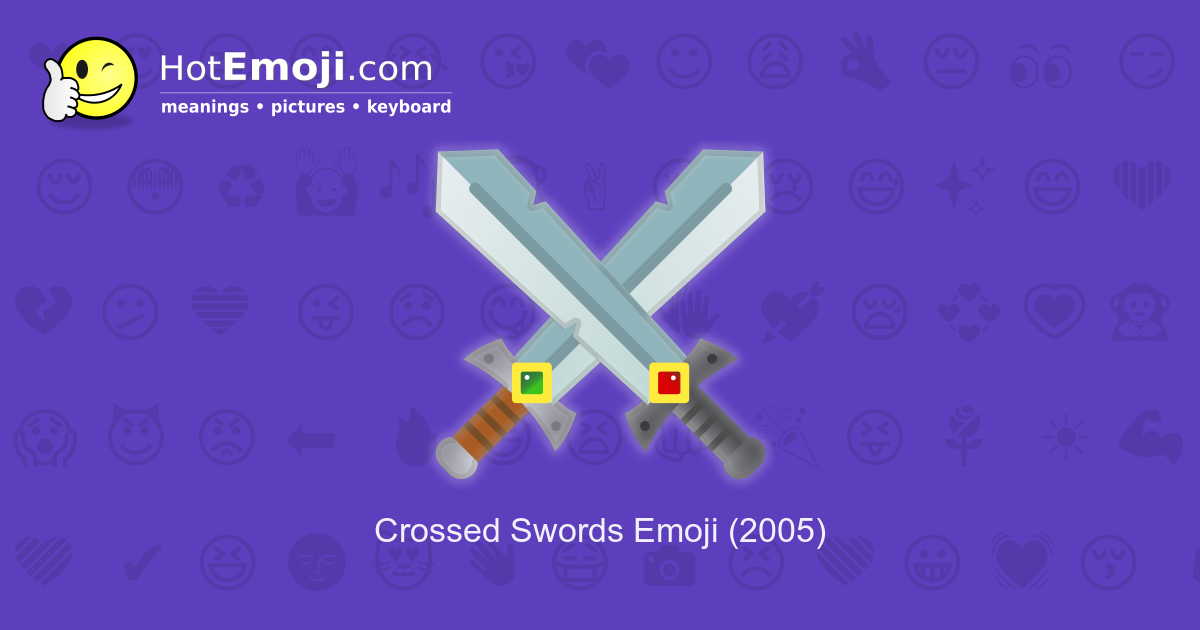 HotEmoji.com
meanings • pictures • keyboard
Crossed Swords Emoji (2005)